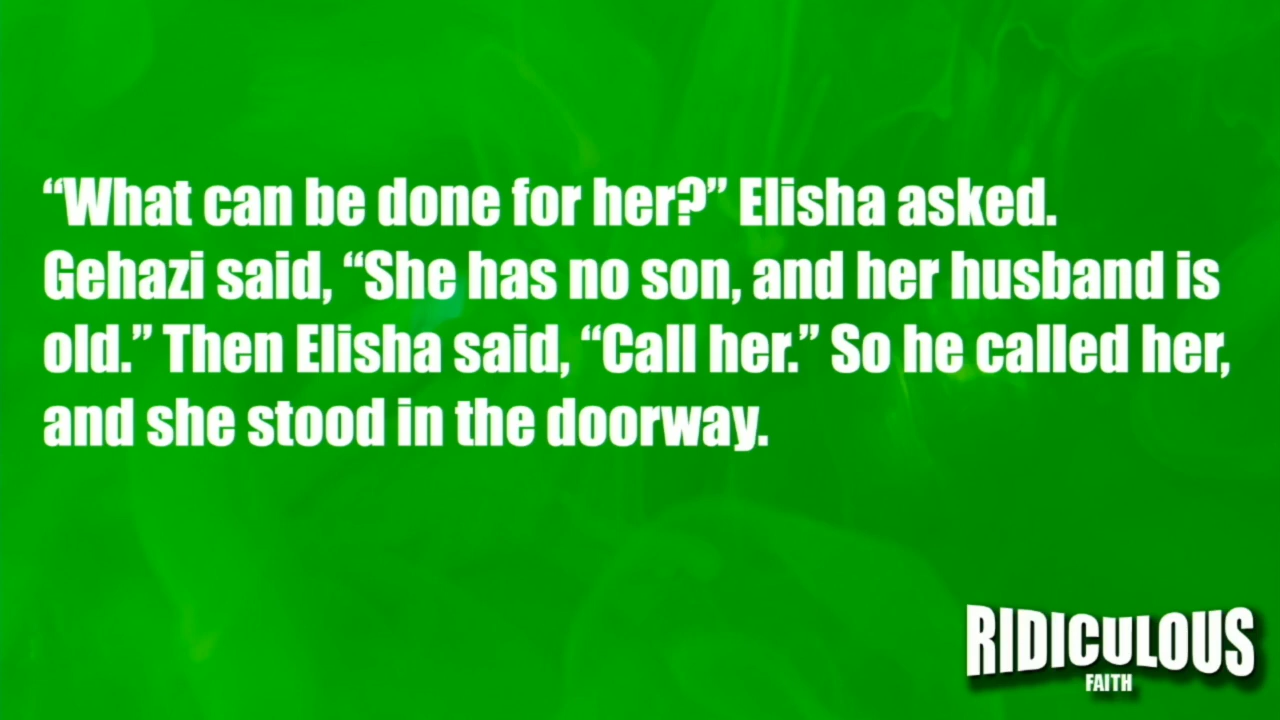 “What can be done for her?” Elisha asked.
Gehazi said, “She has no son, and her husband is
old.” Then Elisha said, “Call her.” So he called her,
and she stood in the doorway.
RIDICULOUS
FAITH